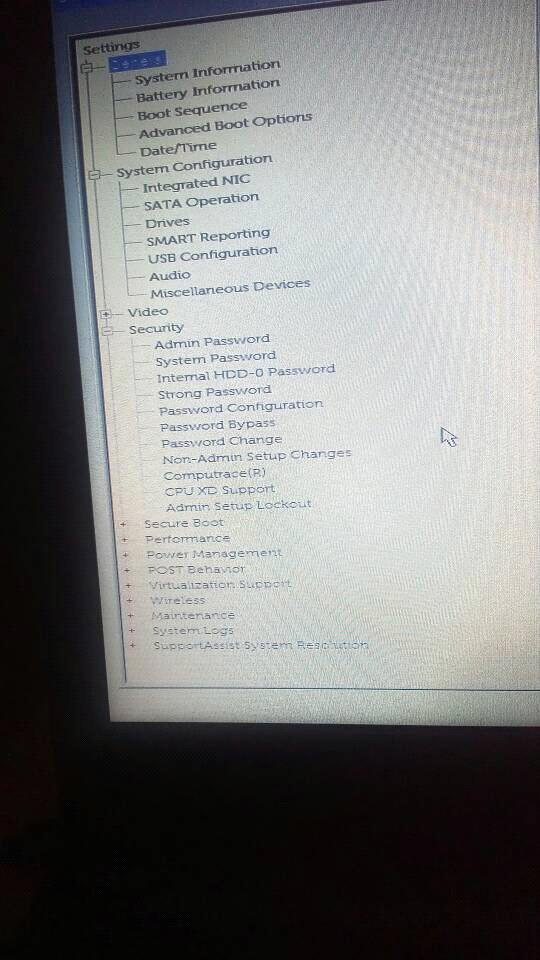 Settings
General
System Information
Battery Information
Boot Sequence
Advanced Boot Options
Date/Time
System Configuration
Integrated NIC
SATA Operation
Drives
SMART Reporting
USB Configuration
Audio
Miscellaneous Devices
Video
Security
Admin Password
System Password
Internal HDD-0 Password
Strong Password
Password Configuration
Password Bypass
Password Change
Non-Admin Setup Changes
Computrace(R)
CPU XD Support
Admin Setup Lockout
Secure Boot
Performance
Power Management
POST Behavior
Virtualization Support
Wireless
Maintenance
System Logs
SupportAssist System Resolution